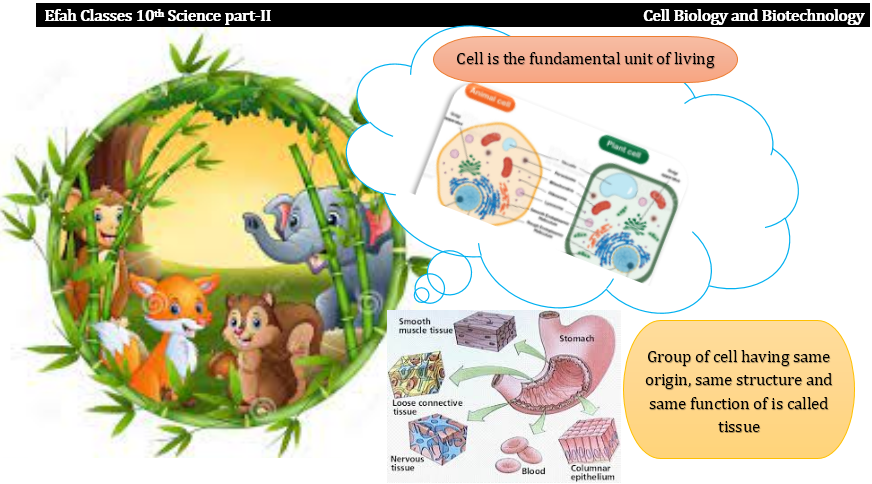 Efah Classes 10th Science part-II
Cell Biology and Biotechnology
Cell is the fundamental unit of living
Animal cell
Plant cell
Smooth
muscle tissue
Stomach
Loose connective
tissue
Nervous
tissue
Blood
Columnar
epithelium
Group of cell having same
origin, same structure and
same function of is called
tissue